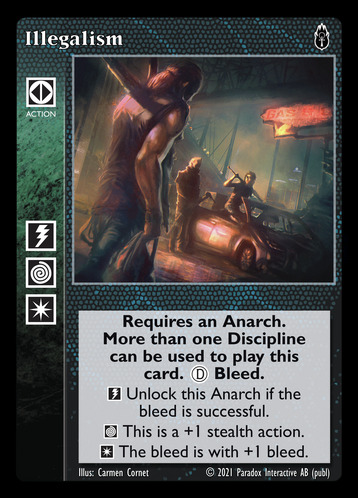 Illegalism
ACTION
Requires an Anarch.
More than one Discipline
can be used to play this
card. Ⓓ Bleed.
Unlock this Anarch if the
bleed is successful.
This is a +1 stealth action.
The bleed is with +1 bleed.
Illus: Carmen Cornet © 2021 Paradox Interactive AB (publ)